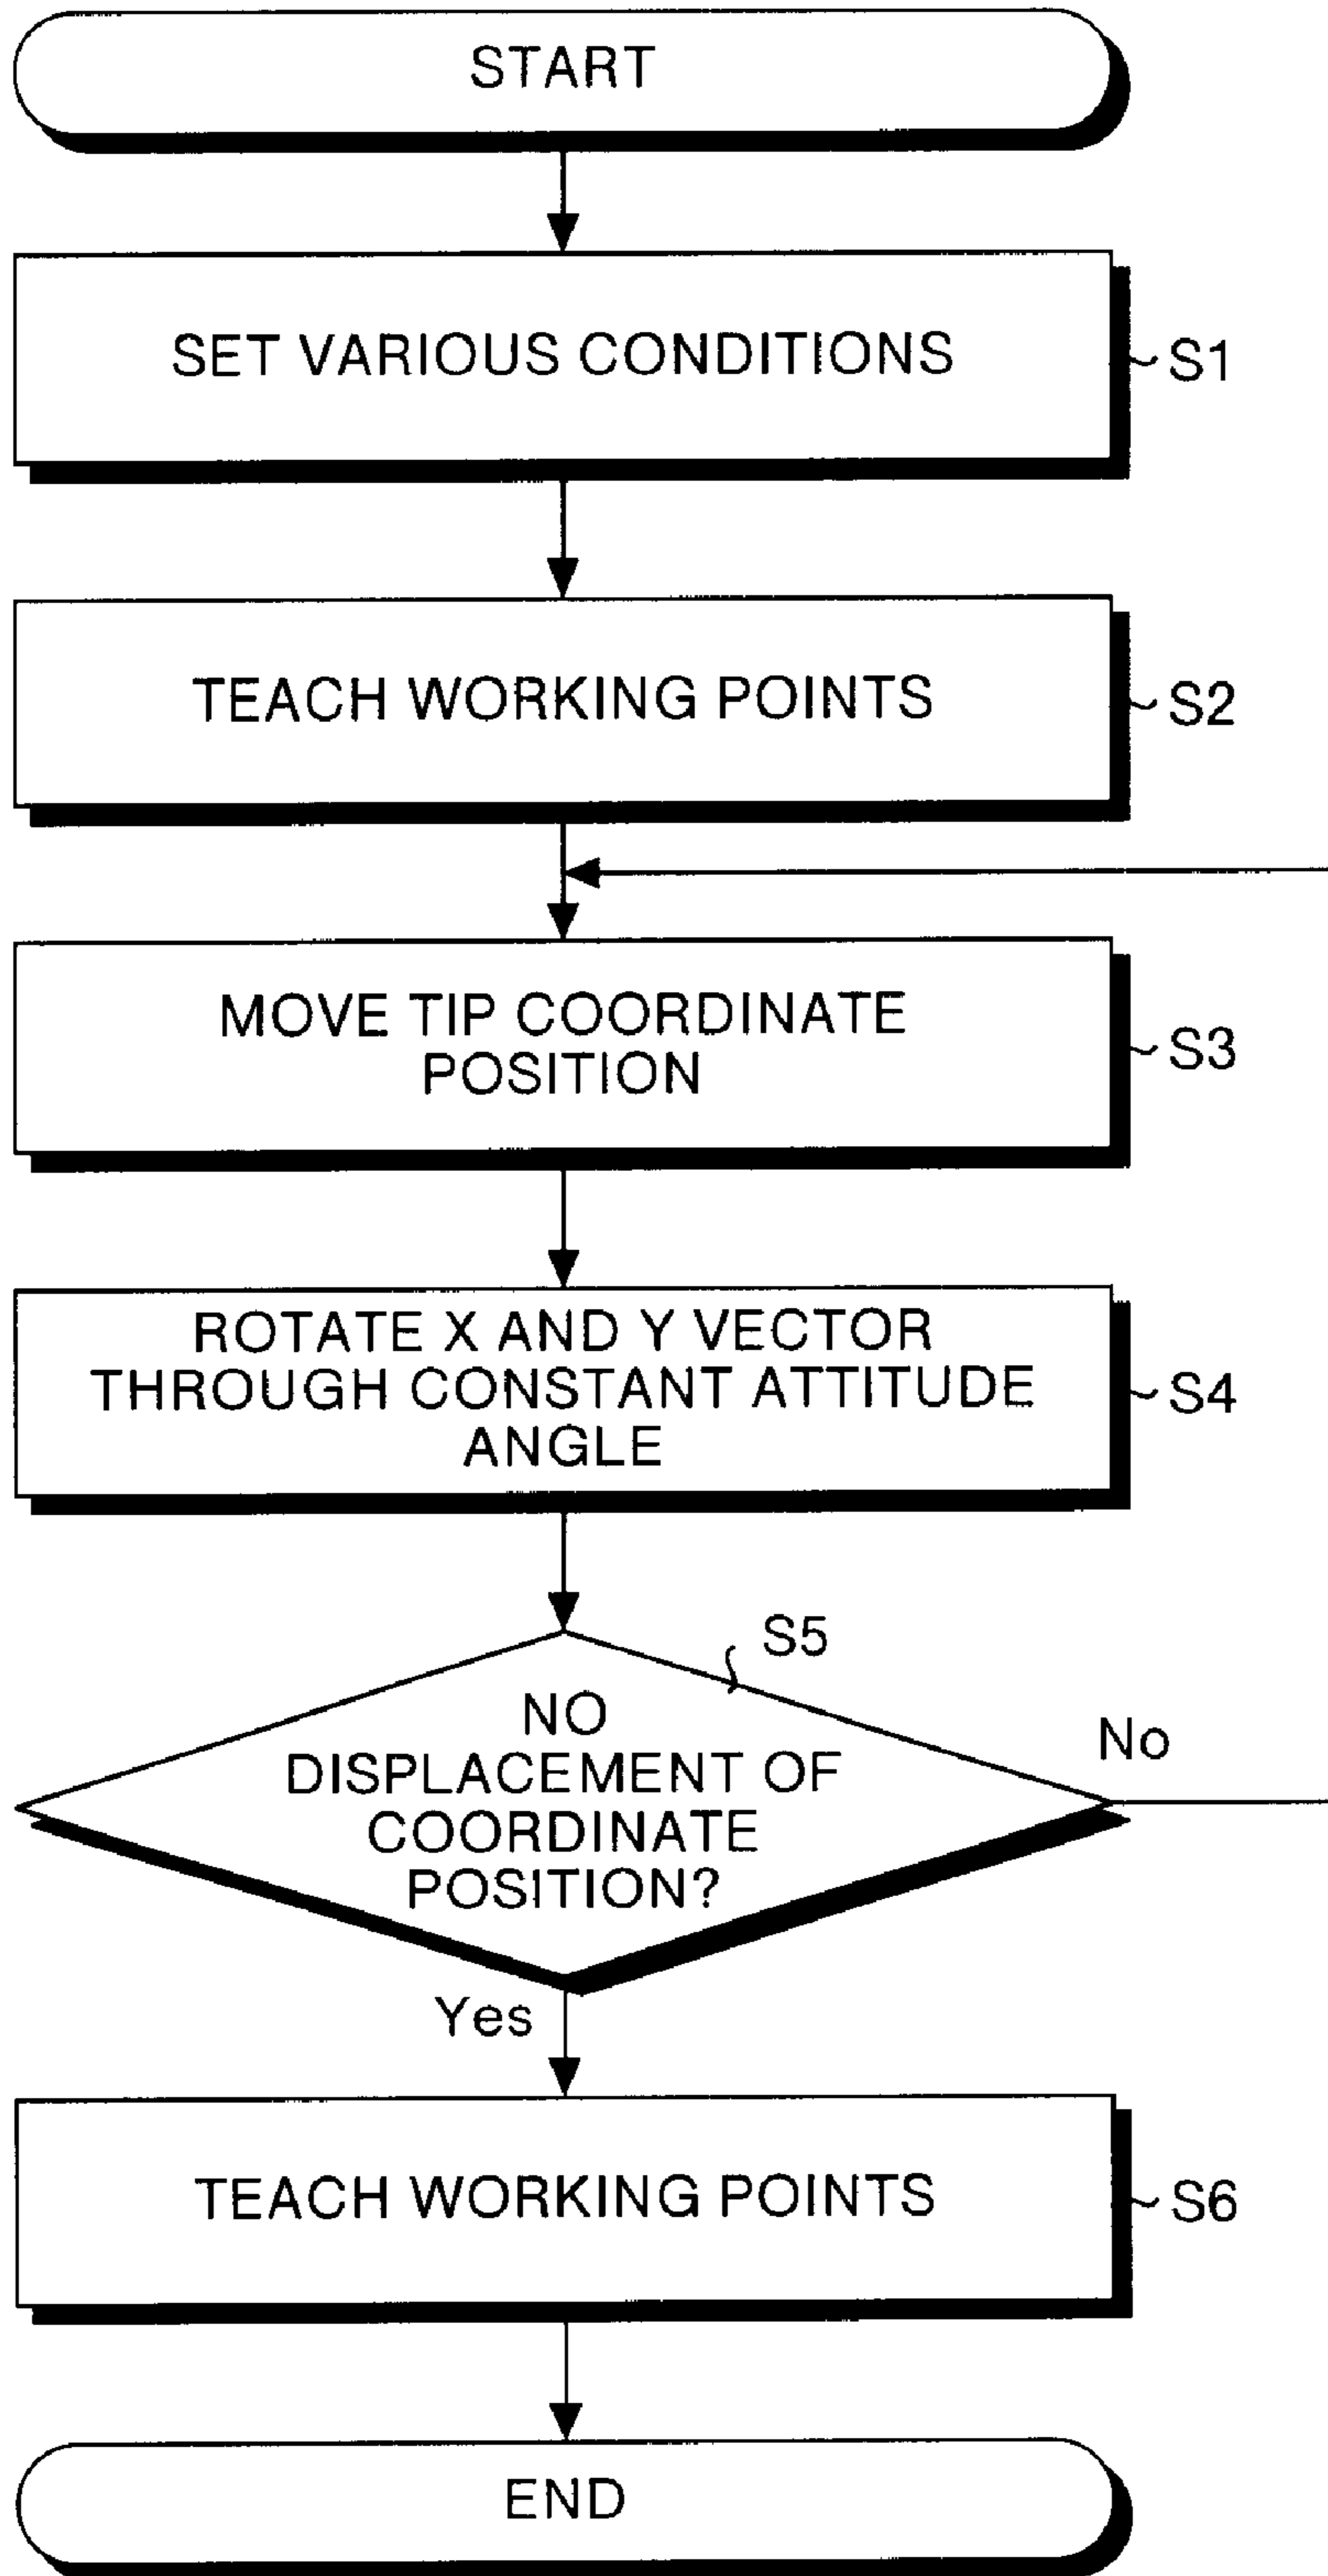 START
SET VARIOUS CONDITIONS
S1
TEACH WORKING POINTS
S2
MOVE TIP COORDINATE
POSITION
S3
ROTATE X AND Y VECTOR
THROUGH CONSTANT ATTITUDE
ANGLE
S4
S5
NO
DISPLACEMENT OF
COORDINATE
POSITION?
No
Yes
TEACH WORKING POINTS
S6
END